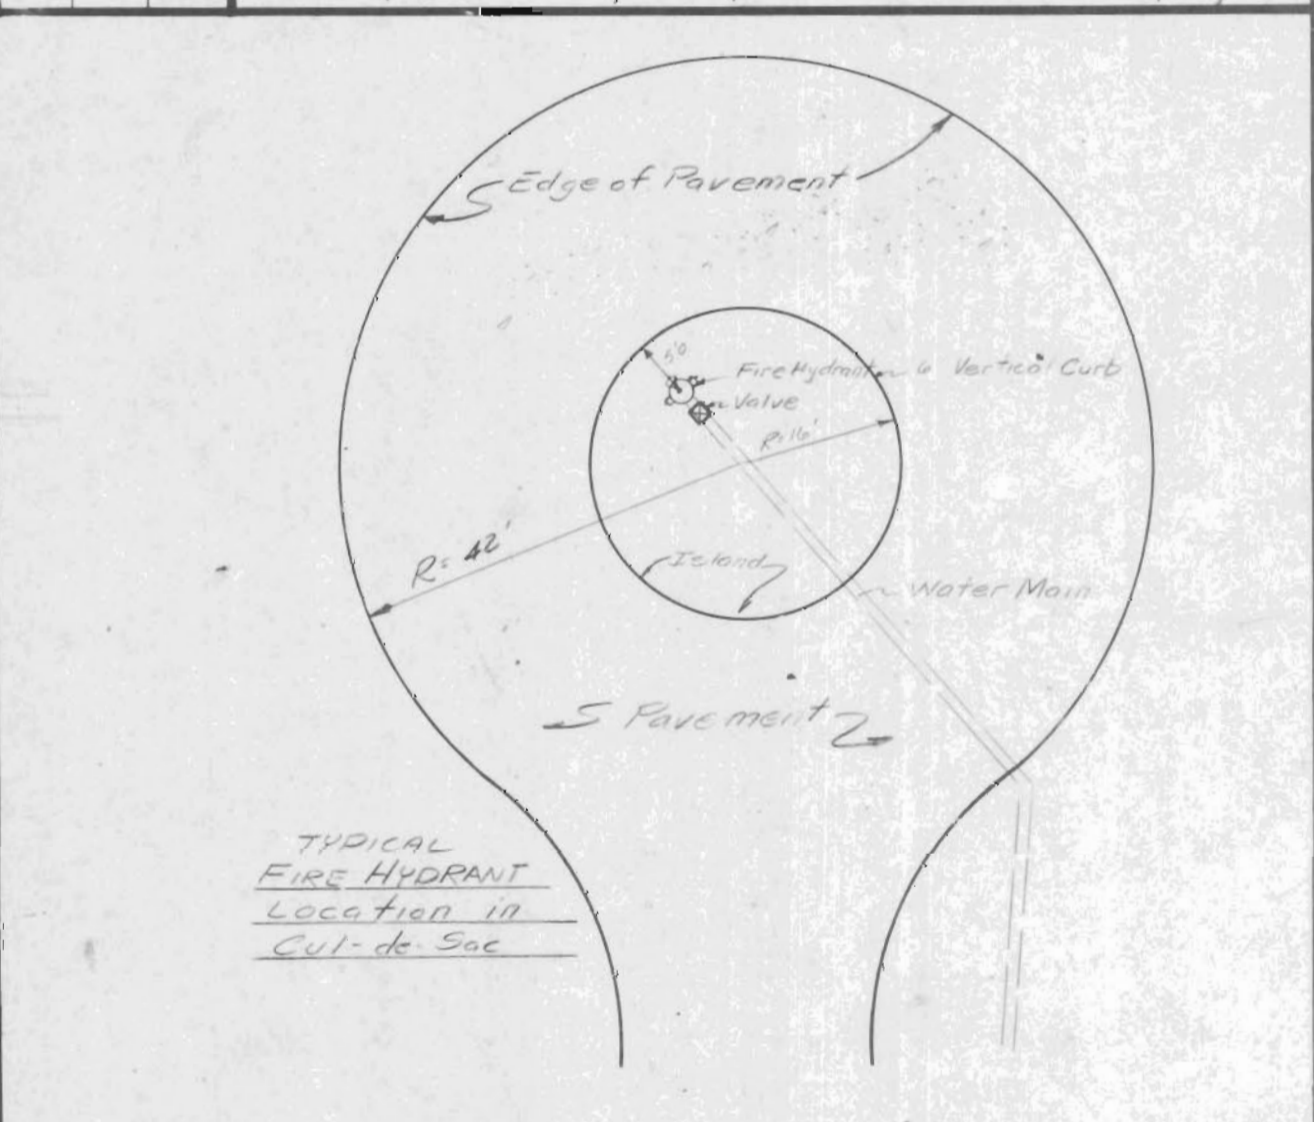 Edge of Pavement
5'0
Fire Hydrant
6 Vertical Curb
Valve
R=16'
R=42'
Island
Water Main
Pavement
TYPICAL
FIRE HYDRANT
Location in
Cul-de-Sac